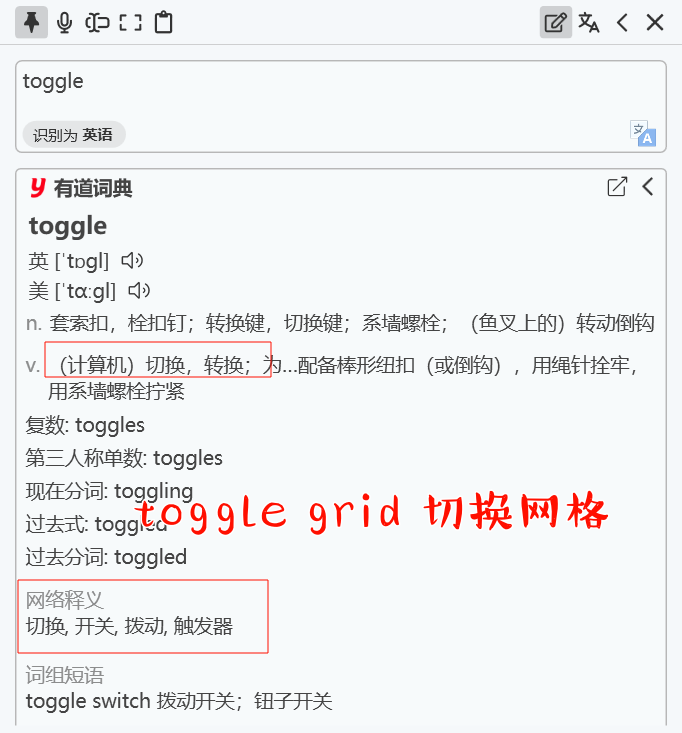 toggle
识别为 英语
文 A
y 有道词典
toggle
英 [ˈtɒɡl]
美 [ˈtɑːɡl]
n. 套索扣，栓扣钉；转换键，切换键；系墙螺栓；（鱼叉上的）转动倒钩
v. （计算机）切换，转换；为...配备棒形纽扣（或倒钩），用绳针拴牢，
用系墙螺栓拧紧
复数: toggles
第三人称单数: toggles
现在分词: toggling
toggle grid 切换网格
过去式: toggled
过去分词: toggled
网络释义
切换, 开关, 拨动, 触发器
词组短语
toggle switch 拨动开关；钮子开关